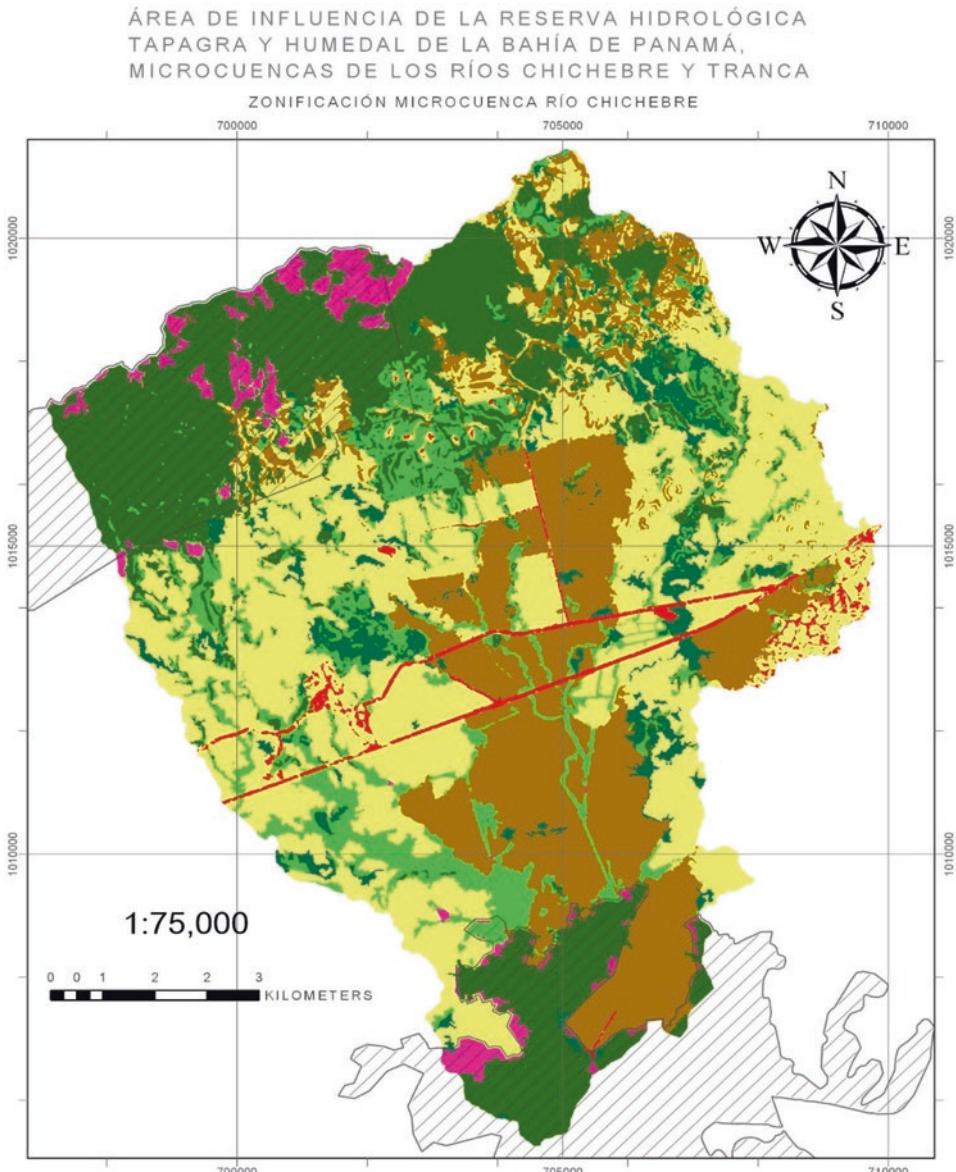 ÁREA DE INFLUENCIA DE LA RESERVA HIDROLÓGICA
TAPAGRA Y HUMEDAL DE LA BAHÍA DE PANAMÁ,
MICROCUENCAS DE LOS RÍOS CHICHEBRE Y TRANCA
ZONIFICACIÓN MICROCUENCA RÍO CHICHEBRE
700000 705000 710000
N
W E
S
1020000 1020000
1015000 1015000
1010000 1010000
1:75,000
0 0 1 2 2 3
KILOMETERS
700000 705000 710000